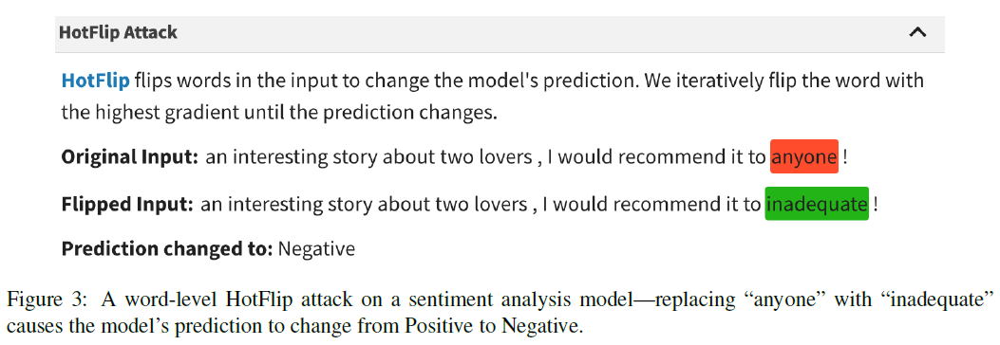 HotFlip Attack
HotFlip flips words in the input to change the model's prediction. We iteratively flip the word with
the highest gradient until the prediction changes.
Original Input: an interesting story about two lovers , I would recommend it to anyone !
Flipped Input: an interesting story about two lovers , I would recommend it to inadequate !
Prediction changed to: Negative
Figure 3: A word-level HotFlip attack on a sentiment analysis model—replacing “anyone” with “inadequate”
causes the model’s prediction to change from Positive to Negative.